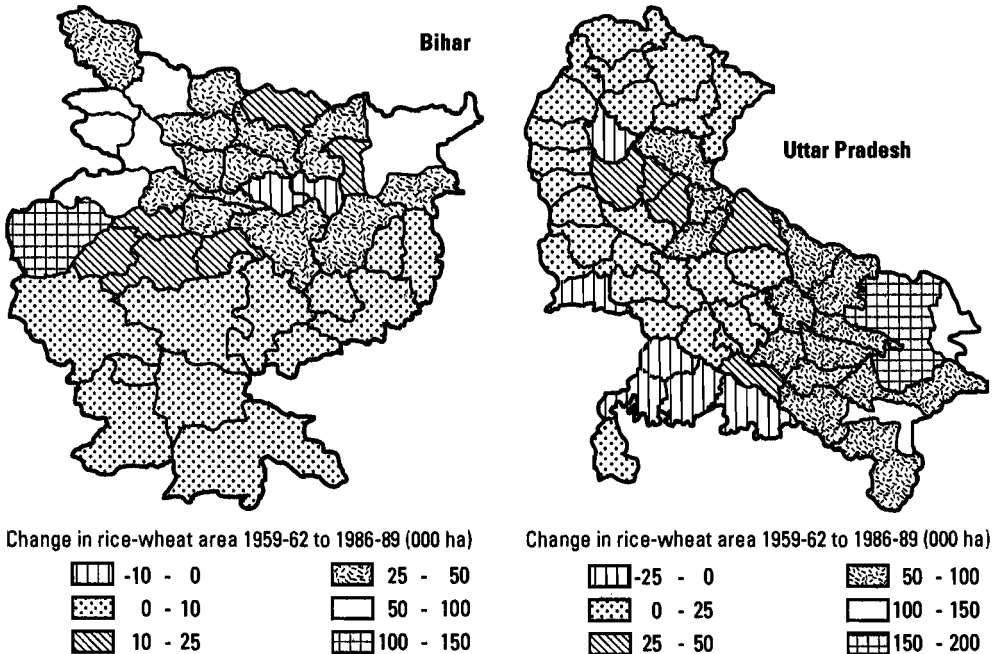 Bihar
Uttar Pradesh
Change in rice-wheat area 1959-62 to 1986-89 (000 ha)
-10 - 0
25 - 50
0 - 10
50 - 100
10 - 25
100 - 150
Change in rice-wheat area 1959-62 to 1986-89 (000 ha)
-25 - 0
50 - 100
0 - 25
100 - 150
25 - 50
150 - 200